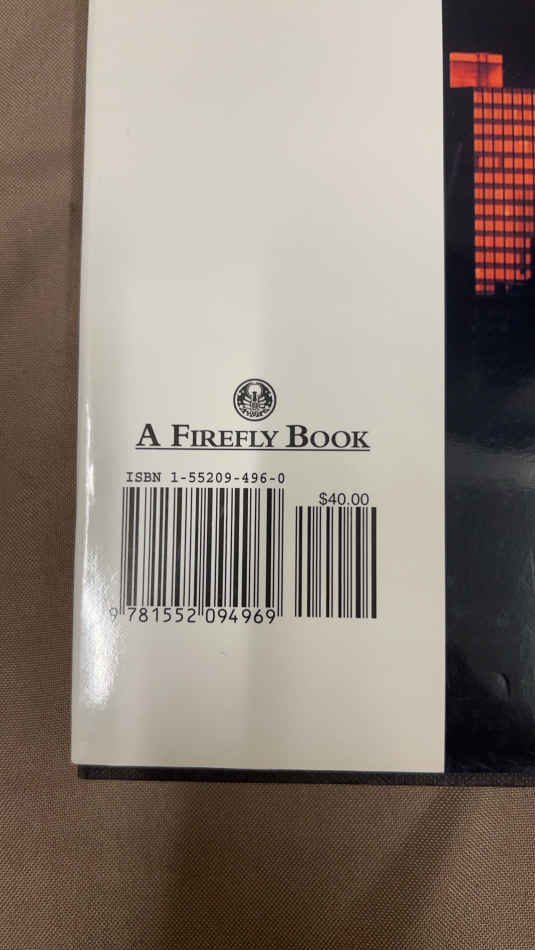 A FIREFLY BOOK
ISBN 1-55209-496-0
$40.00
9 781552 094969